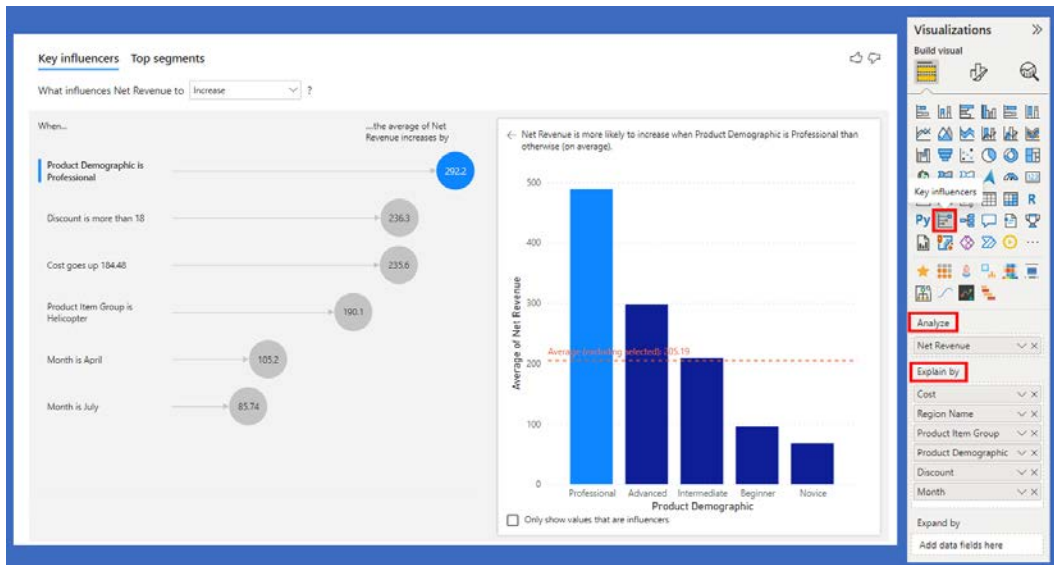 Key influencers Top segments
What influences Net Revenue to Increase ?
When...
...the average of Net
Revenue increases by
Product Demographic is
Professional
292.2
Discount is more than 18
236.3
Cost goes up 184.48
235.6
Product Item Group is
Helicopter
190.1
Month is April
105.2
Month is July
85.74
Net Revenue is more likely to increase when Product Demographic is Professional than
otherwise (on average).
Average of Net Revenue
500
400
300
200
100
0
Average (excluding selected): 205.19
Professional Advanced Intermediate Beginner Novice
Product Demographic
Only show values that are influencers
Visualizations
Build visual
Key influencers
R
Py
Analyze
Net Revenue
Explain by
Cost
Region Name
Product Item Group
Product Demographic
Discount
Month
Expand by
Add data fields here